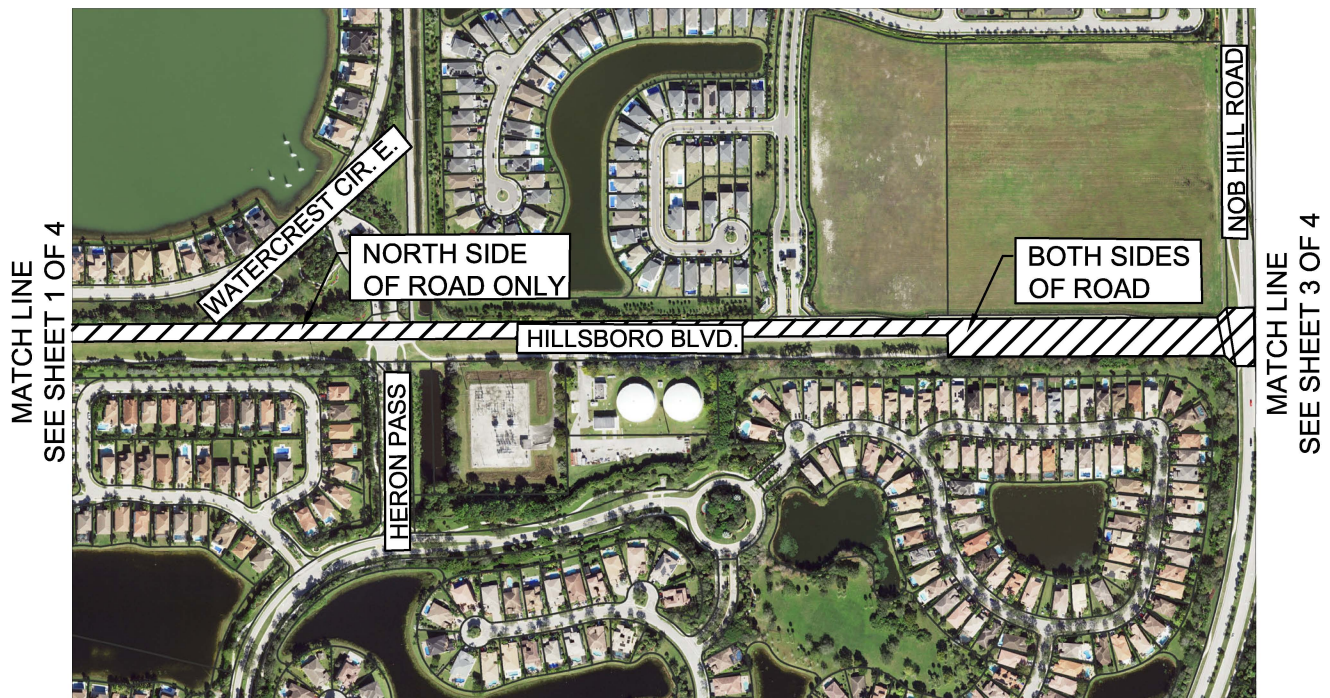 MATCH LINE
SEE SHEET 1 OF 4
WATERCREST CIR. E.
NORTH SIDE
OF ROAD ONLY
HILLSBORO BLVD.
HERON PASS
BOTH SIDES
OF ROAD
NOB HILL ROAD
MATCH LINE
SEE SHEET 3 OF 4